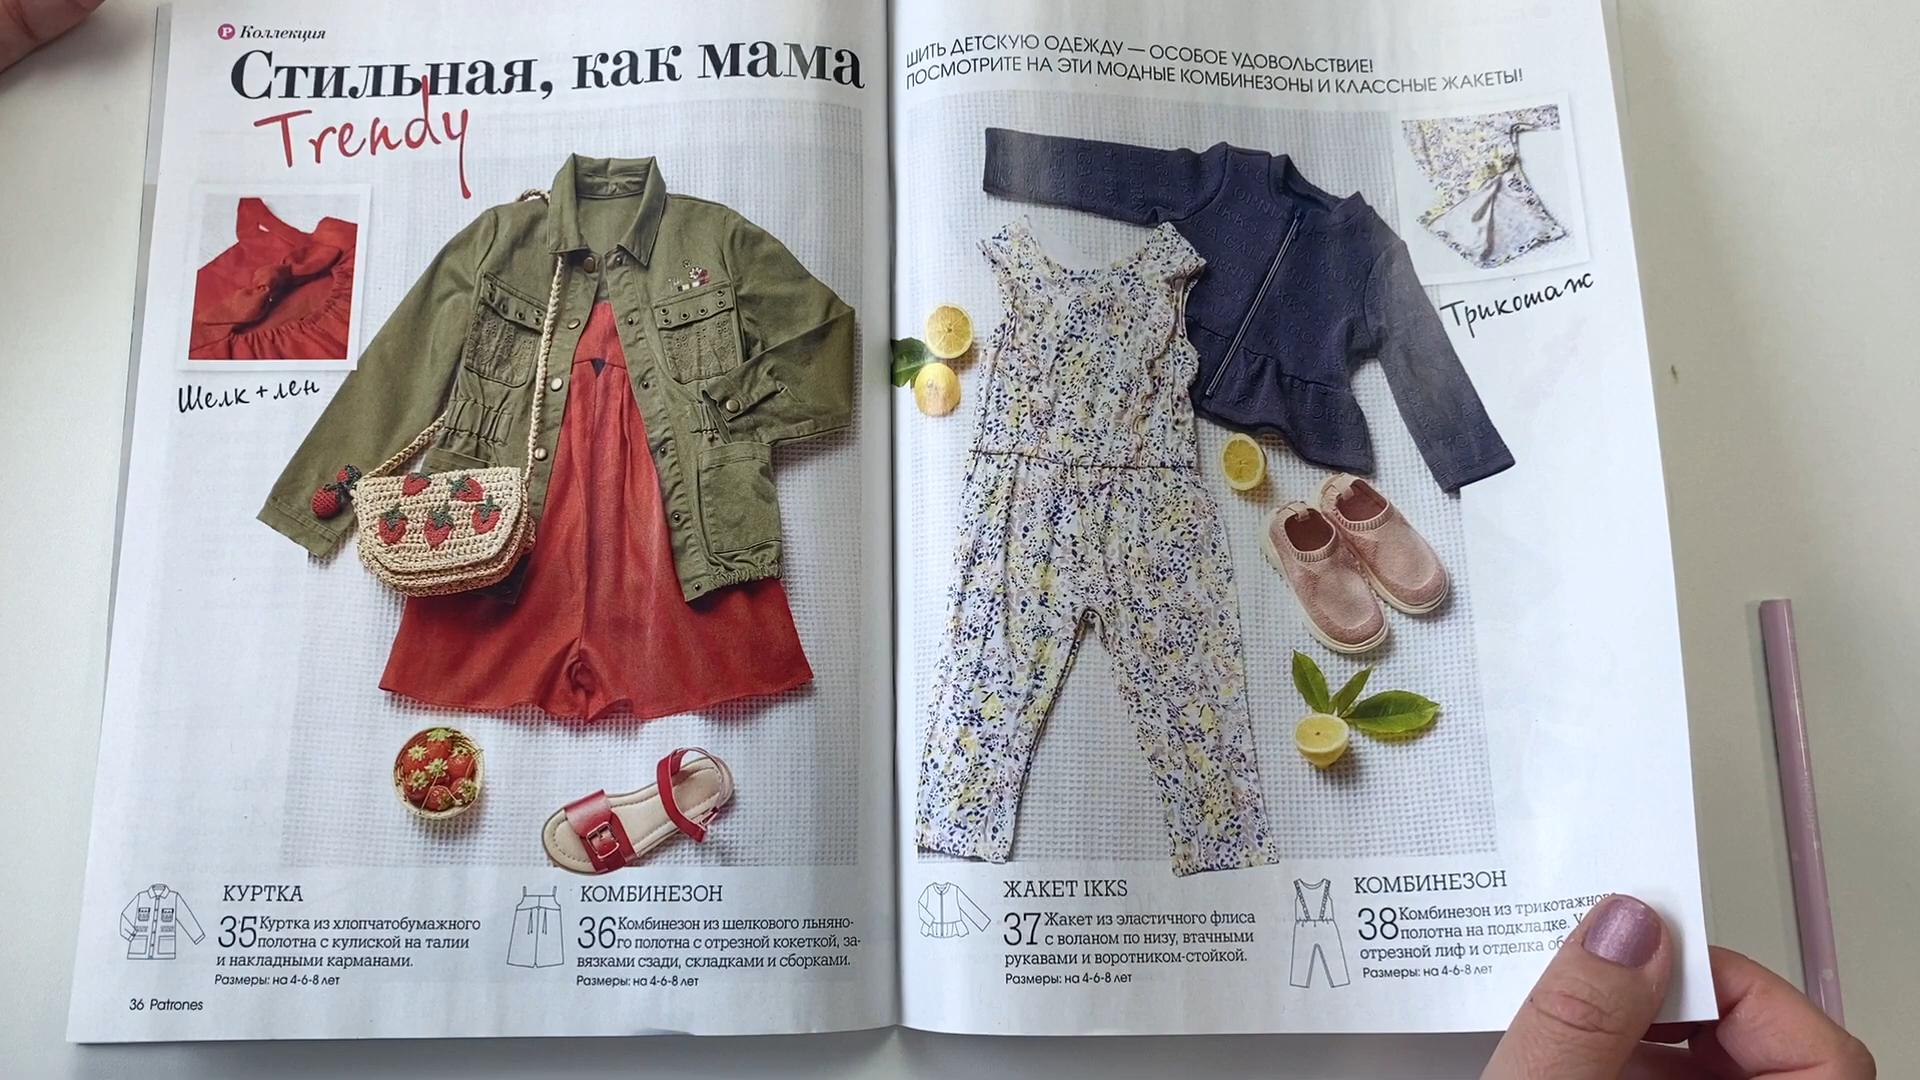 P Коллекция
Стильная, как мама
Trendy
Шелк + лен
КУРТКА
35 Куртка из хлопчатобумажного
полотна с кулиской на талии
и накладными карманами.
Размеры: на 4-6-8 лет
КОМБИНЕЗОН
36 Комбинезон из шелкового льняно-
го полотна с отрезной кокеткой, за-
вязками сзади, складками и сборками.
Размеры: на 4-6-8 лет
36 Patrones
ШИТЬ ДЕТСКУЮ ОДЕЖДУ — ОСОБОЕ УДОВОЛЬСТВИЕ!
ПОСМОТРИТЕ НА ЭТИ МОДНЫЕ КОМБИНЕЗОНЫ И КЛАССНЫЕ ЖАКЕТЫ!
Трикотаж
ЖАКЕТ IKKS
37 Жакет из эластичного флиса
с воланом по низу, втачными
рукавами и воротником-стойкой.
Размеры: на 4-6-8 лет
КОМБИНЕЗОН
38 Комбинезон из трикотажного
полотна на подкладке.
отрезной лиф и отделка
Размеры: на 4-6-8 лет